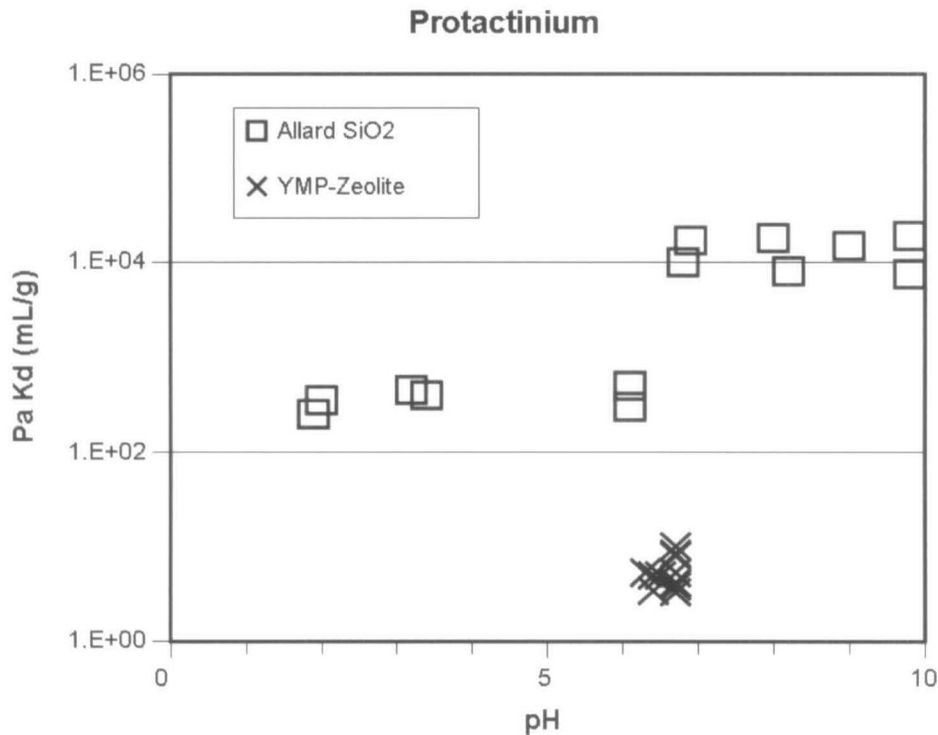 Protactinium
1.E+06
Allard SiO2
YMP-Zeolite
1.E+04
Pa Kd (mL/g)
1.E+02
1.E+00
0
5
10
pH